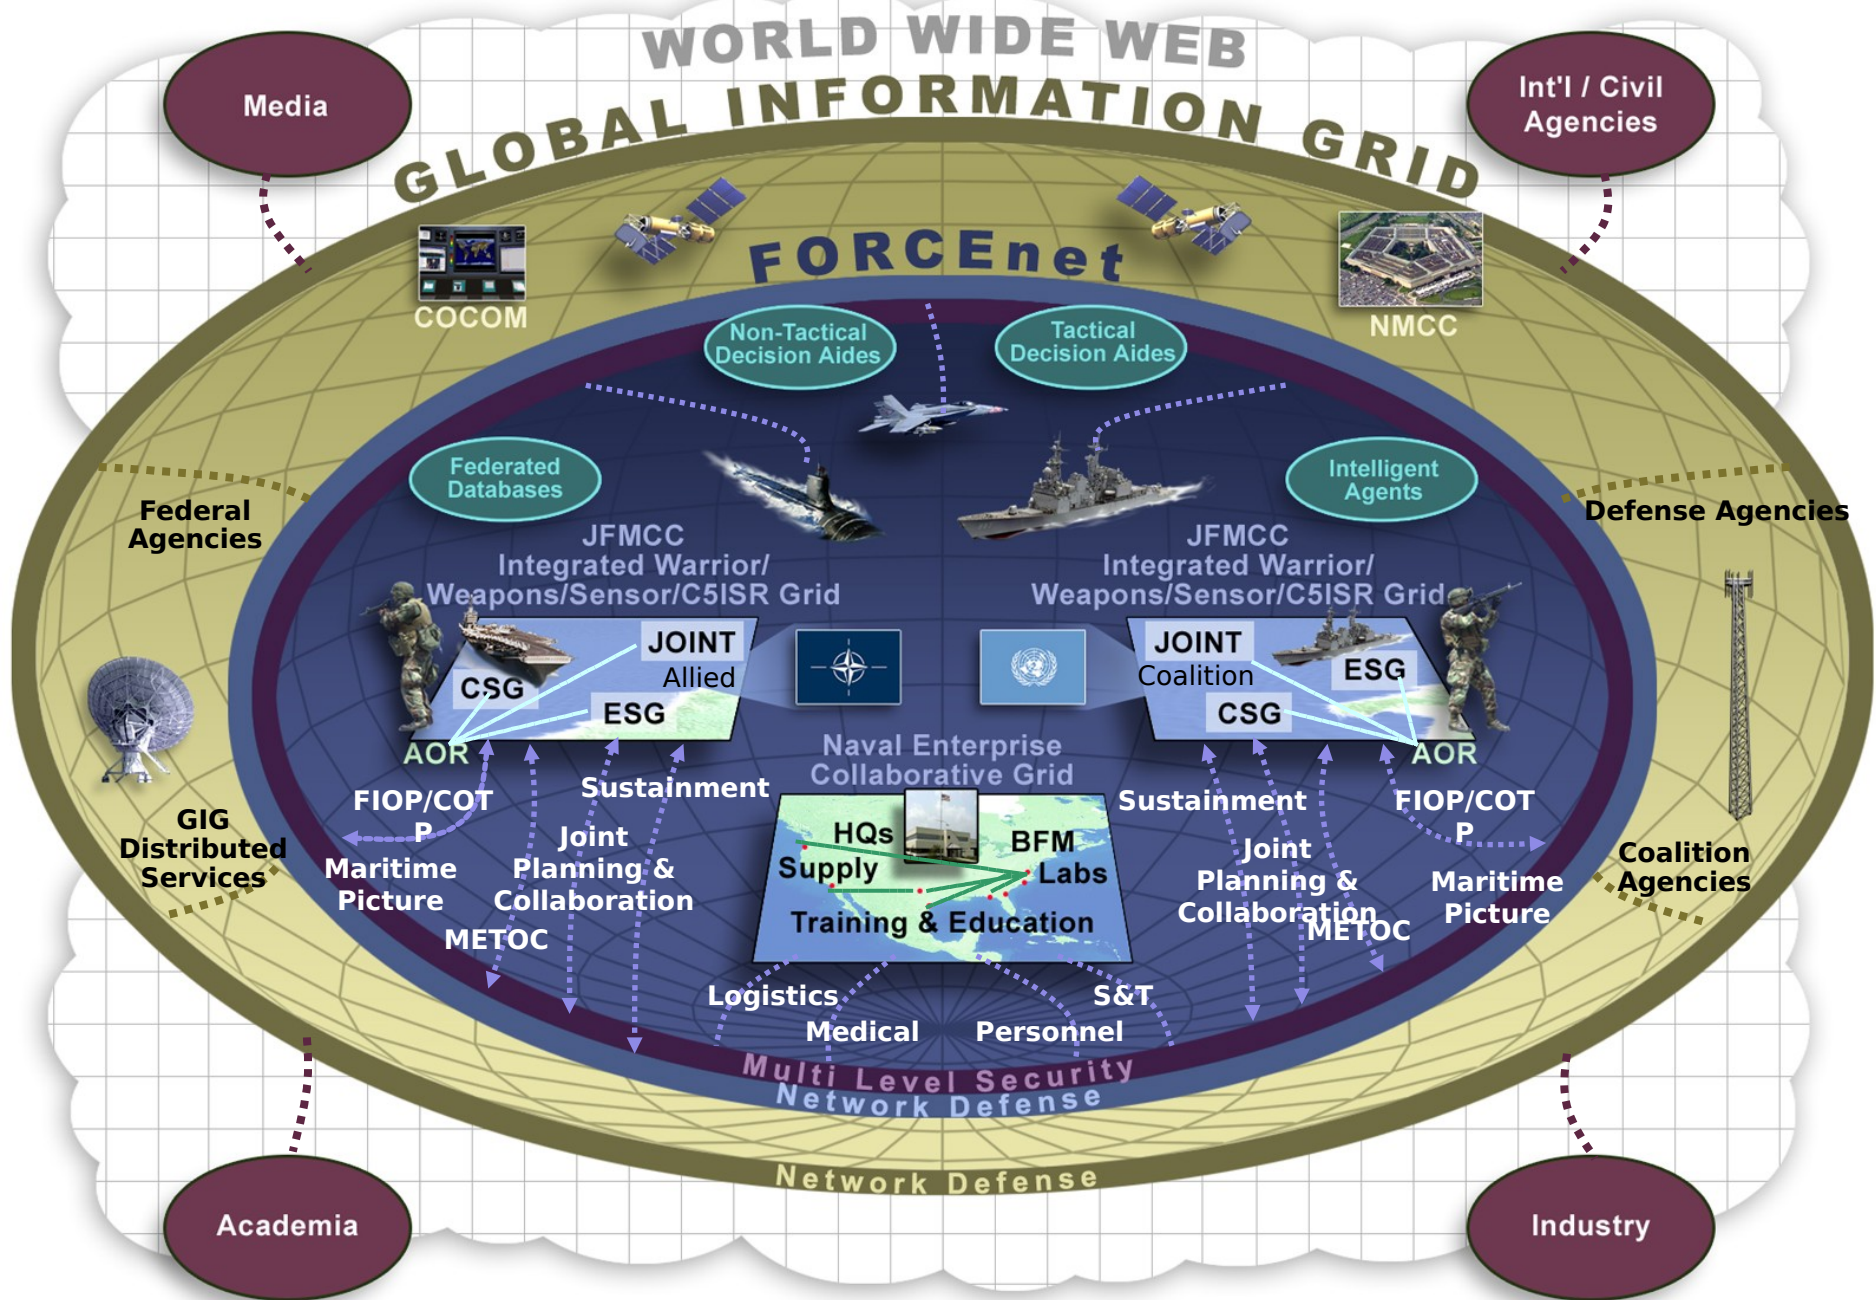 WORLD WIDE WEB
GLOBAL INFORMATION GRID
Media
Int'l / Civil
Agencies
FORCEnet
COCOM
NMCC
Non-Tactical
Decision Aides
Tactical
Decision Aides
Federated
Databases
Intelligent
Agents
Federal
Agencies
Defense Agencies
JFMCC
Integrated Warrior/
Weapons/Sensor/C5ISR Grid
JFMCC
Integrated Warrior/
Weapons/Sensor/C5ISR Grid
JOINT
Allied
CSG
ESG
AOR
JOINT
Coalition
ESG
CSG
AOR
Naval Enterprise
Collaborative Grid
HQs
BFM
Supply
Labs
Training & Education
FIOP/COT
P
Maritime
Picture
Sustainment
Joint
Planning &
Collaboration
METOC
Sustainment
Joint
Planning &
Collaboration
METOC
FIOP/COT
P
Maritime
Picture
GIG
Distributed
Services
Coalition
Agencies
Logistics
S&T
Medical
Personnel
Multi Level Security
Network Defense
Network Defense
Academia
Industry